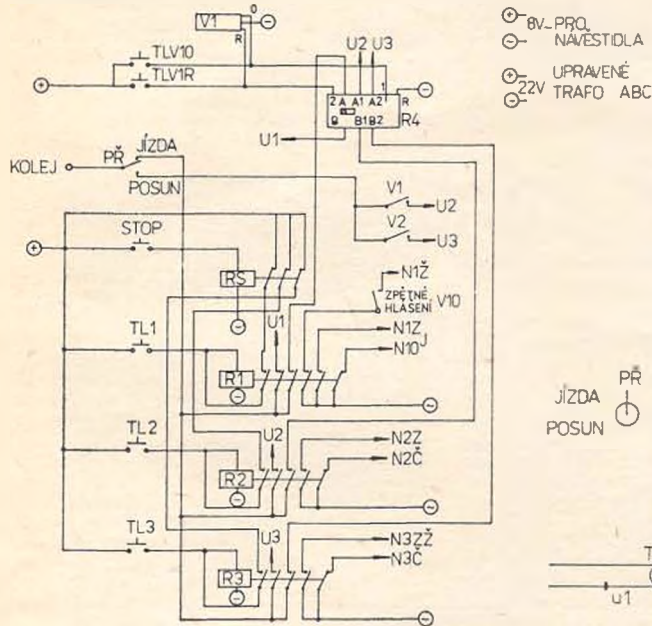 V1
O
R
TLV10
TLV1R
+
-
U2 U3
2 A A1 A2 1
B B1 B2
R
R4
-
U1
+ 8V PRO
- NÁVĚSTIDLA
+ UPRAVENÉ
- 22V TRAFO ABC
KOLEJ
PŘ
JÍZDA
POSUN
V1
U2
V2
U3
STOP
+
RS
-
N1Ž
ZPĚTNÉ
HLÁŠENÍ
V10
U1
N1Z
N10J
TL1
R1
-
-
U2
N2Z
N2Č
TL2
R2
-
-
U3
N3ZŽ
N3Č
TL3
R3
-
-
PŘ
JÍZDA
POSUN
T
u1